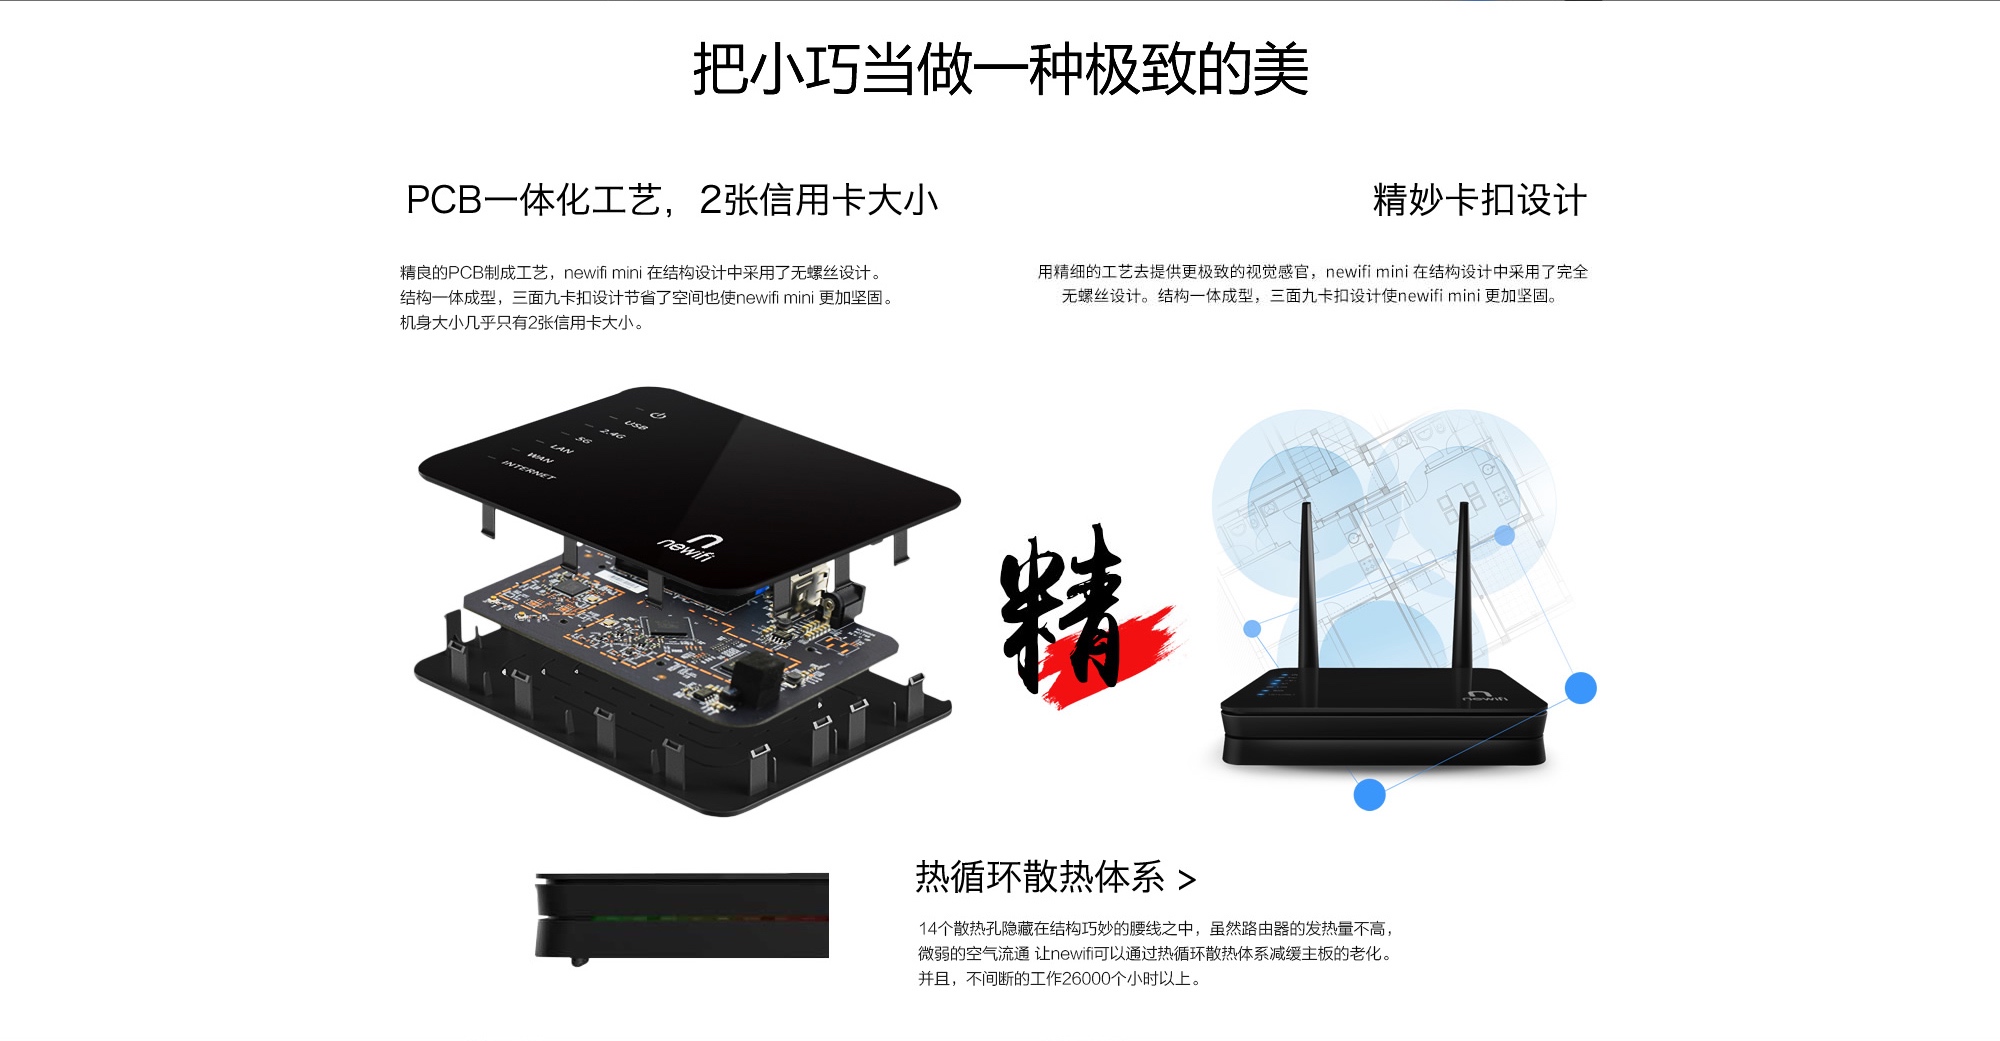 把小巧当做一种极致的美
PCB一体化工艺，2张信用卡大小
精良的PCB制成工艺，newifi mini 在结构设计中采用了无螺丝设计。
结构一体成型，三面九卡扣设计节省了空间也使newifi mini 更加坚固。
机身大小几乎只有2张信用卡大小。
精妙卡扣设计
用精细的工艺去提供更极致的视觉感官，newifi mini 在结构设计中采用了完全
无螺丝设计。结构一体成型，三面九卡扣设计使newifi mini 更加坚固。
USB
2.4G
5G
LAN
WAN
INTERNET
newifi
精
newifi
热循环散热体系 >
14个散热孔隐藏在结构巧妙的腰线之中，虽然路由器的发热量不高，
微弱的空气流通 让newifi可以通过热循环散热体系减缓主板的老化。
并且，不间断的工作26000个小时以上。